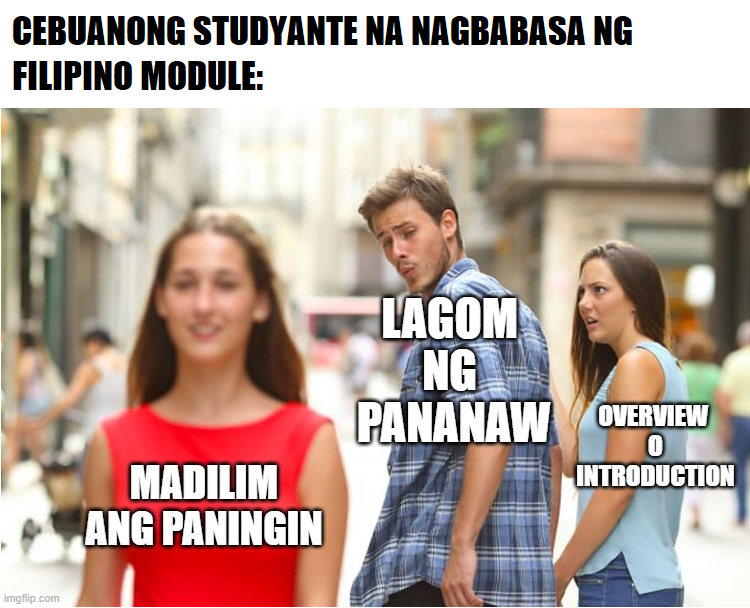 CEBUANONG STUDYANTE NA NAGBABASA NG
FILIPINO MODULE:
LAGOM
NG
PANANAW
OVERVIEW
O
INTRODUCTION
MADILIM
ANG PANINGIN
imgflip.com